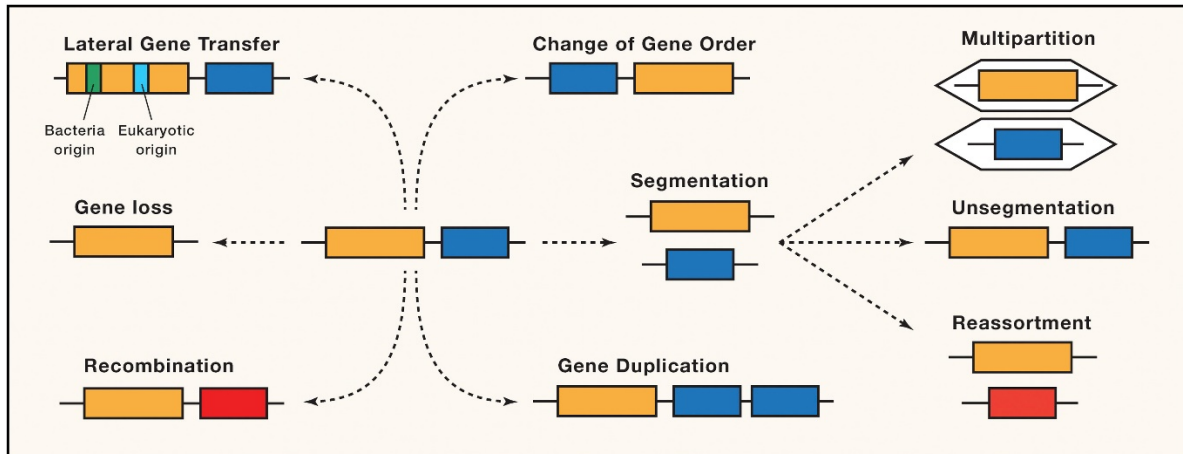 Lateral Gene Transfer
Change of Gene Order
Multipartition
Bacteria
origin
Eukaryotic
origin
Segmentation
Gene loss
Unsegmentation
Reassortment
Recombination
Gene Duplication